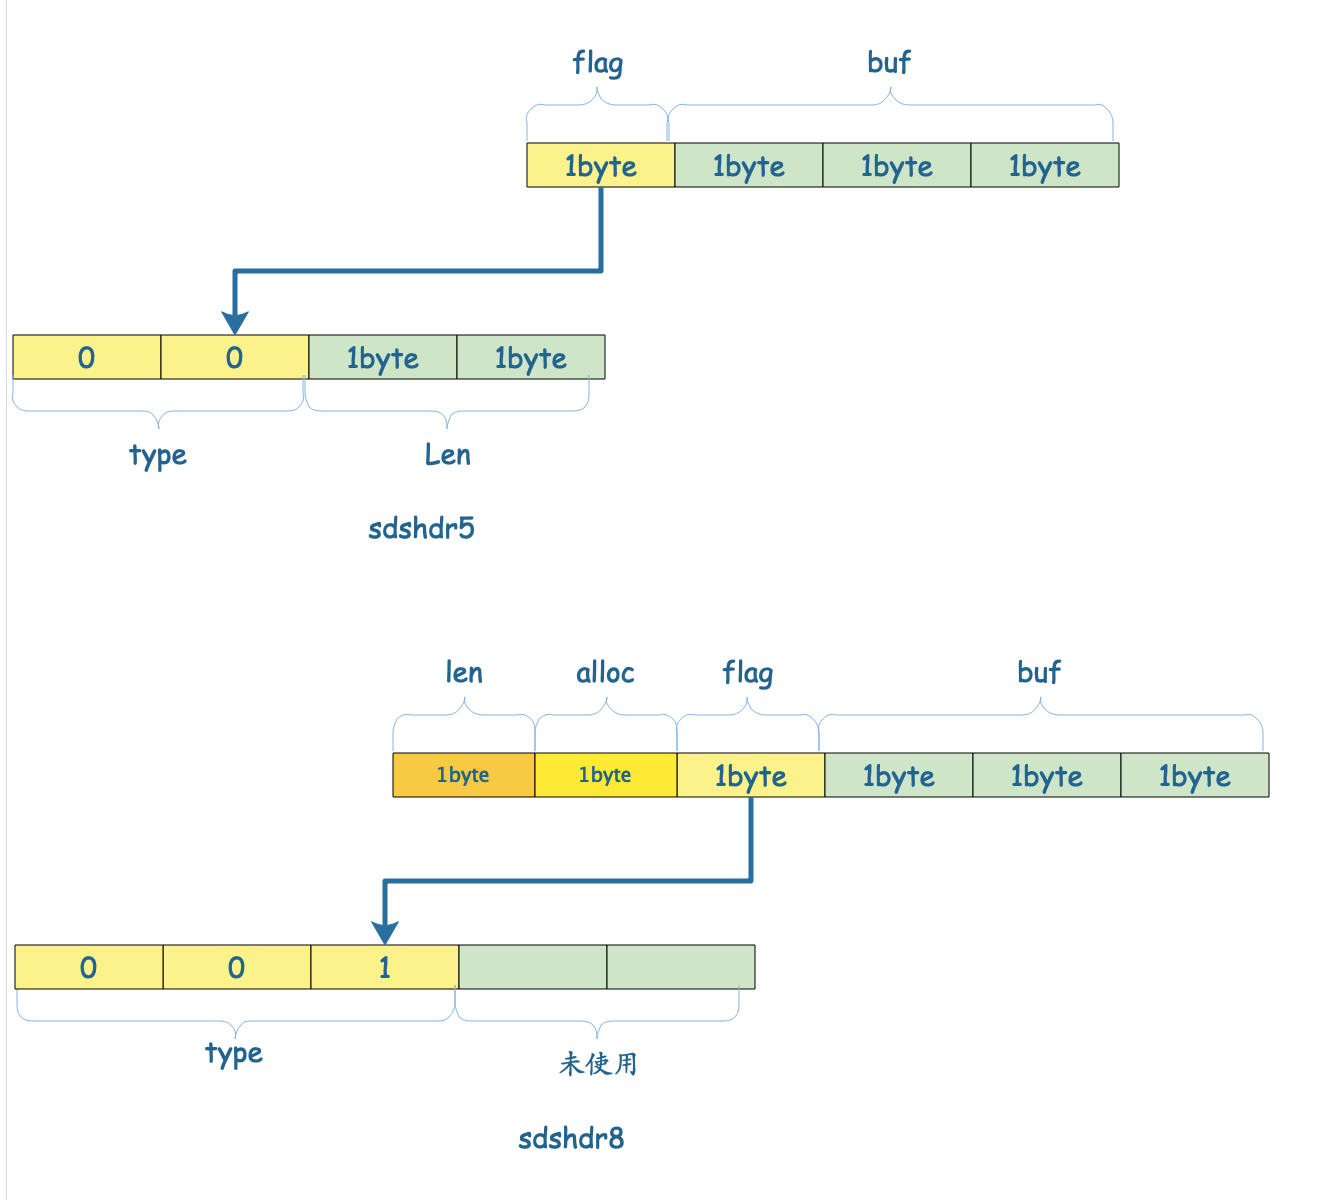 flag buf
1byte 1byte 1byte 1byte
0 0 1byte 1byte
type Len
sdshdr5
len alloc flag buf
1byte 1byte 1byte 1byte 1byte 1byte
0 0 1
type 未使用
sdshdr8